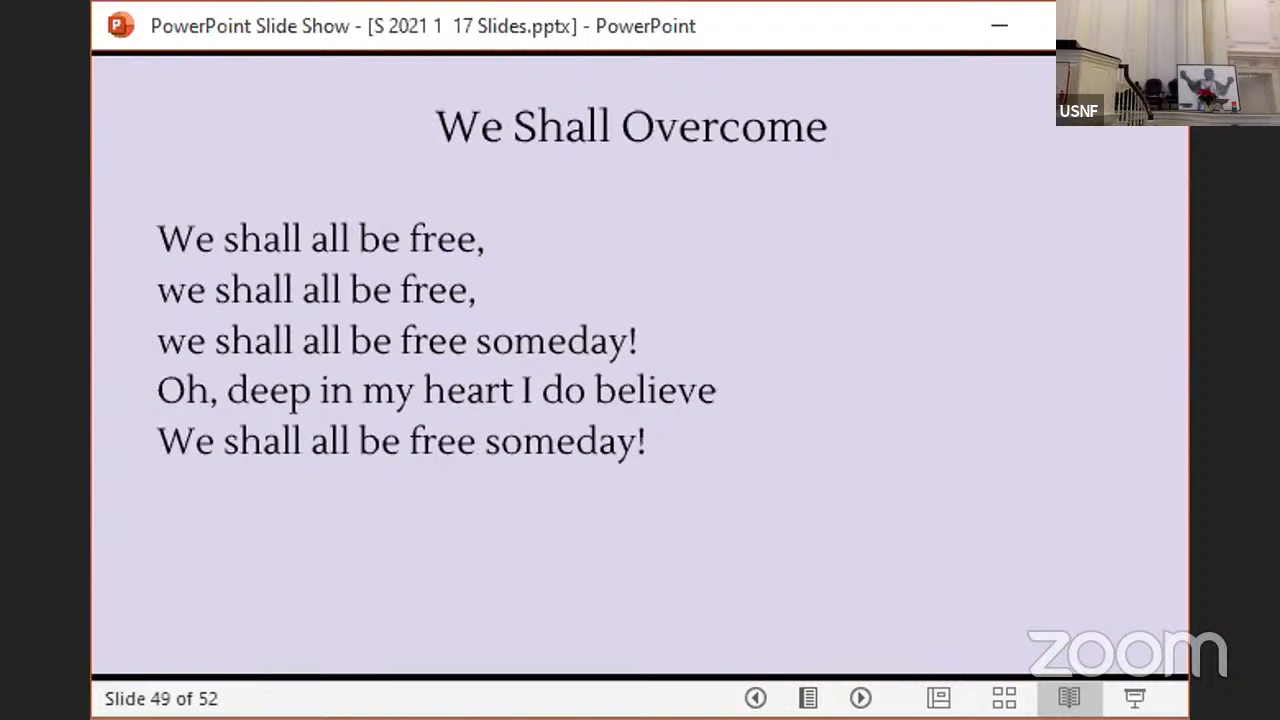 PowerPoint Slide Show - [S 2021 1 17 Slides.pptx] - PowerPoint
USNF
We Shall Overcome
We shall all be free,
we shall all be free,
we shall all be free someday!
Oh, deep in my heart I do believe
We shall all be free someday!
zoom
Slide 49 of 52